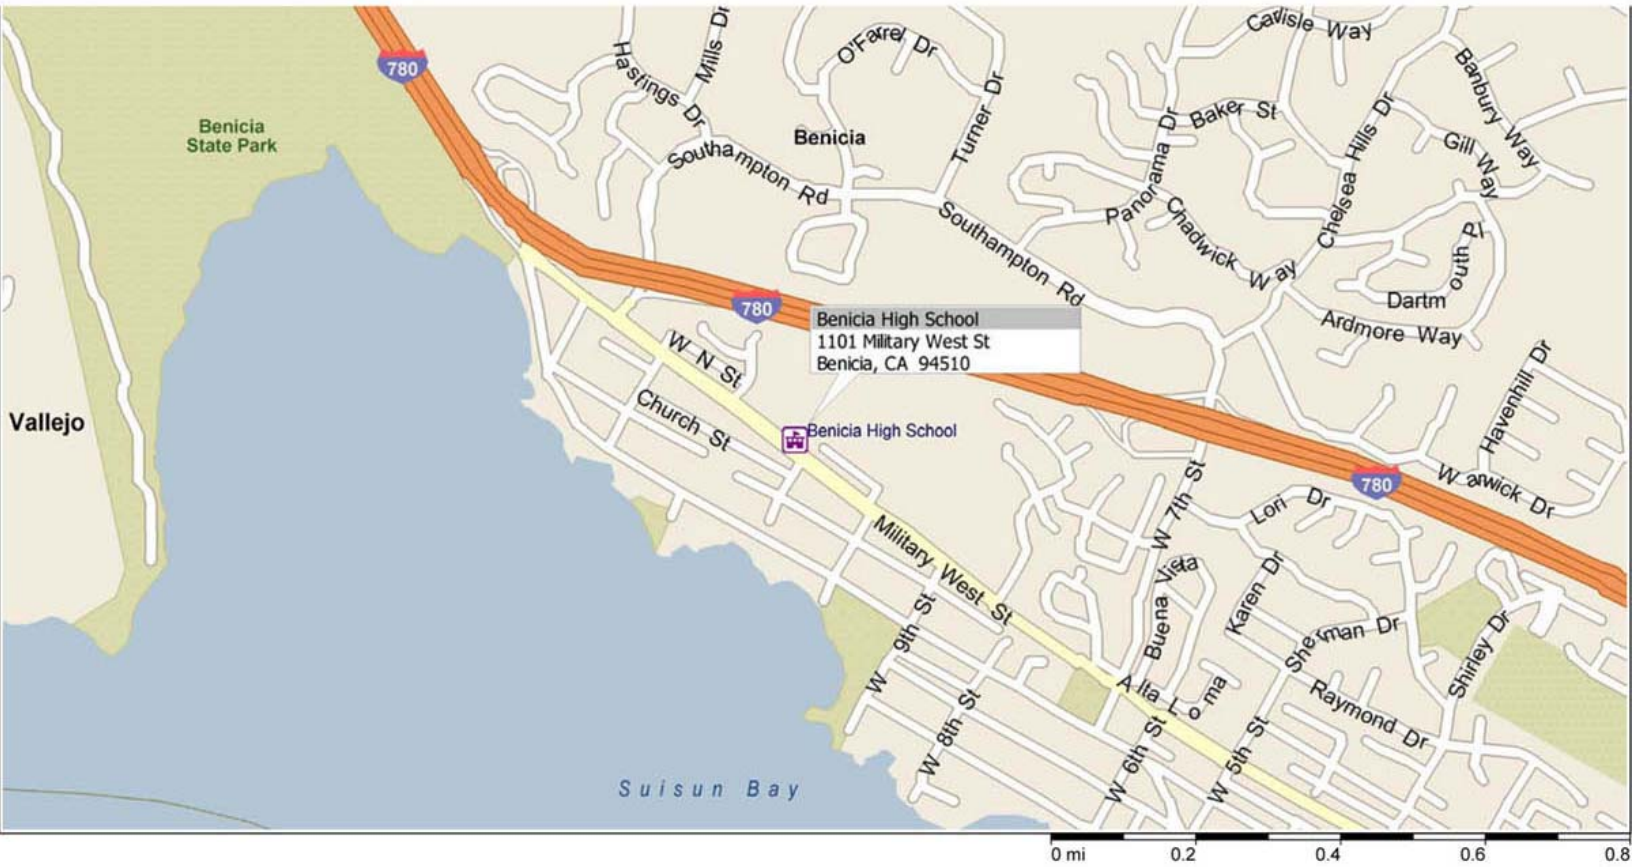 Carlisle Way
O'Farrel Dr
Mills Dr
Hastings Dr
780
Banbury Way
Turner Dr
Baker St
Benicia
State Park
Benicia
Gill Way
Southampton Rd
Panorama Dr
Chelsea Hills Dr
Chadwick Way
Southampton Rd
Dartmouth Pl
780
Benicia High School
1101 Military West St
Benicia, CA 94510
Ardmore Way
W N St
Havenhill Dr
Church St
Vallejo
Benicia High School
780
Warwick Dr
W 7th St
Lori Dr
Military West St
Buena Vista
Karen Dr
W 9th St
Sherman Dr
Shirley Dr
Alta Loma
Raymond Dr
W 8th St
W 6th St
W 5th St
Suisun Bay
0 mi 0.2 0.4 0.6 0.8